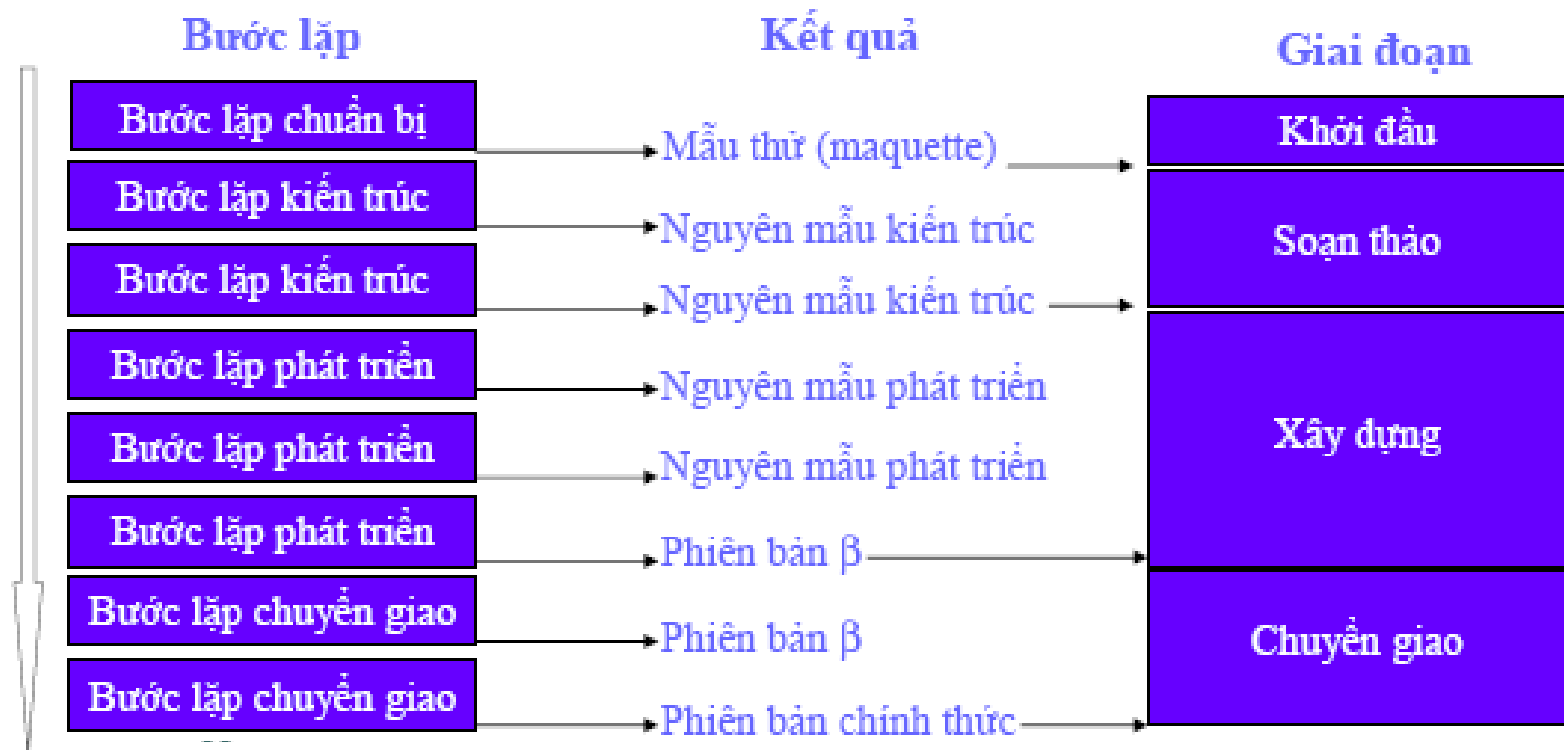 Bước lặp
Kết quả
Giai đoạn
Bước lặp chuẩn bị
Mẫu thử (maquette)
Khởi đầu
Bước lặp kiến trúc
Nguyên mẫu kiến trúc
Soạn thảo
Bước lặp kiến trúc
Nguyên mẫu kiến trúc
Bước lặp phát triển
Nguyên mẫu phát triển
Xây dựng
Bước lặp phát triển
Nguyên mẫu phát triển
Bước lặp phát triển
Phiên bản β
Bước lặp chuyển giao
Phiên bản β
Chuyển giao
Bước lặp chuyển giao
Phiên bản chính thức